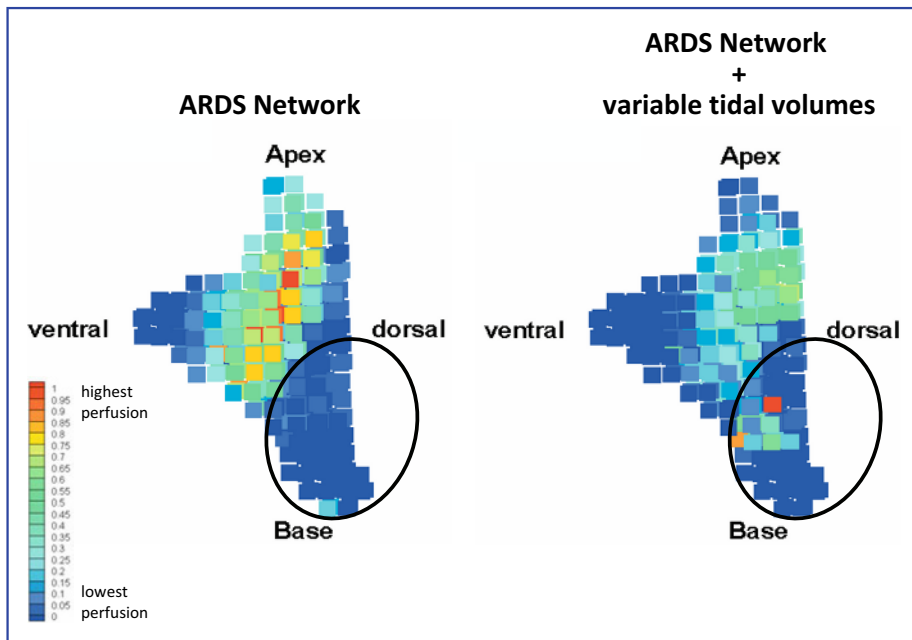 ARDS Network
ARDS Network
+
variable tidal volumes
Apex
Apex
ventral
dorsal
ventral
dorsal
highest
perfusion
1
0.95
0.9
0.85
0.8
0.75
0.7
0.65
0.6
0.55
0.5
0.45
0.4
0.35
0.3
0.25
0.2
0.15
0.1
0.05
0
lowest
perfusion
Base
Base